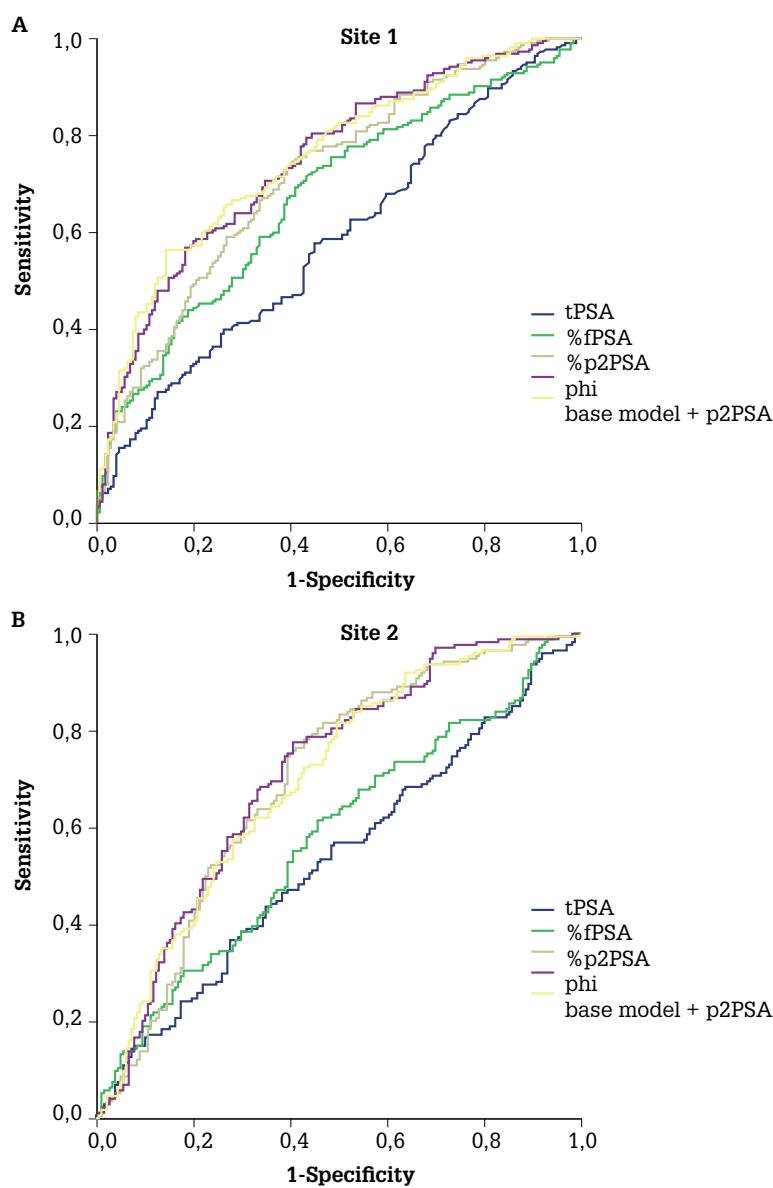 A
Site 1
1,0
0,8
0,6
0,4
0,2
0,0
Sensitivity
0,0 0,2 0,4 0,6 0,8 1,0
1-Specificity
tPSA
%fPSA
%p2PSA
phi
base model + p2PSA
B
Site 2
1,0
0,8
0,6
0,4
0,2
0,0
Sensitivity
0,0 0,2 0,4 0,6 0,8 1,0
1-Specificity
tPSA
%fPSA
%p2PSA
phi
base model + p2PSA